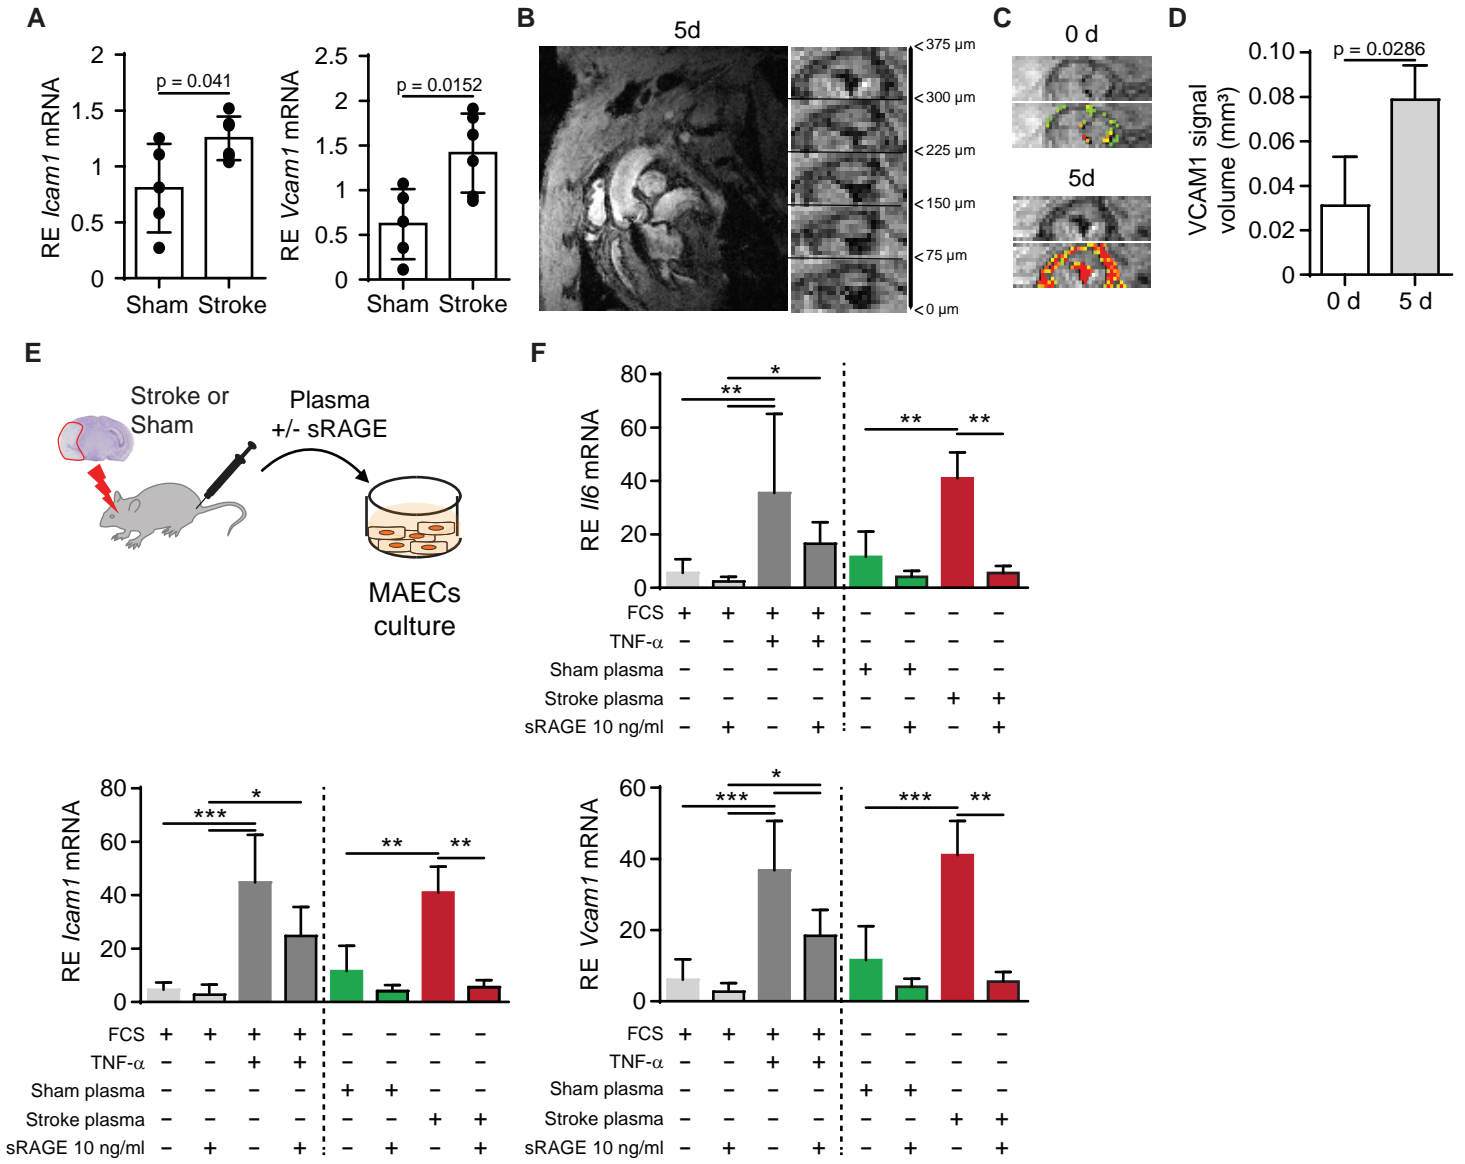 A
RE Icam1 mRNA
2
1.5
1
0.5
0
p = 0.041
Sham Stroke
RE Vcam1 mRNA
2.5
2
1.5
1
0.5
0
p = 0.0152
Sham Stroke
B
5d
< 375 µm
< 300 µm
< 225 µm
< 150 µm
< 75 µm
< 0 µm
C
0 d
5d
D
VCAM1 signal
volume (mm³)
0.10
0.08
0.06
0.04
0.02
0
p = 0.0286
0 d 5 d
E
Stroke or
Sham
Plasma
+/- sRAGE
MAECs
culture
F
RE Il6 mRNA
80
60
40
20
0
** * ** **
FCS + + + + – – – –
TNF-α – – + + – – – –
Sham plasma – – – – + + – –
Stroke plasma – – – – – – + +
sRAGE 10 ng/ml – + – + – + – +
RE Icam1 mRNA
80
60
40
20
0
*** * ** **
FCS + + + + – – – –
TNF-α – – + + – – – –
Sham plasma – – – – + + – –
Stroke plasma – – – – – – + +
sRAGE 10 ng/ml – + – + – + – +
RE Vcam1 mRNA
60
40
20
0
*** * *** **
FCS + + + + – – – –
TNF-α – – + + – – – –
Sham plasma – – – – + + – –
Stroke plasma – – – – – – + +
sRAGE 10 ng/ml – + – + – + – +